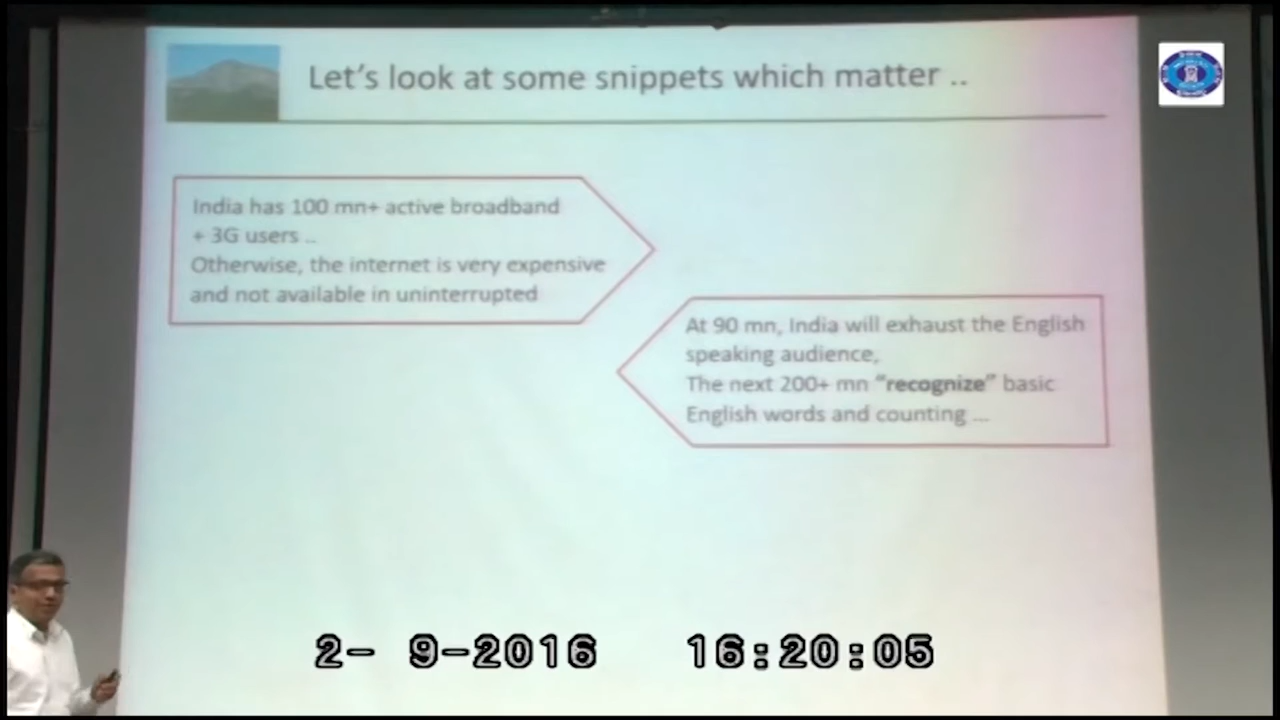 Let's look at some snippets which matter ..
India has 100 mn+ active broadband
+ 3G users ..
Otherwise, the internet is very expensive
and not available in uninterrupted
At 90 mn, India will exhaust the English
speaking audience,
The next 200+ mn "recognize" basic
English words and counting ...
2- 9-2016 16:20:05